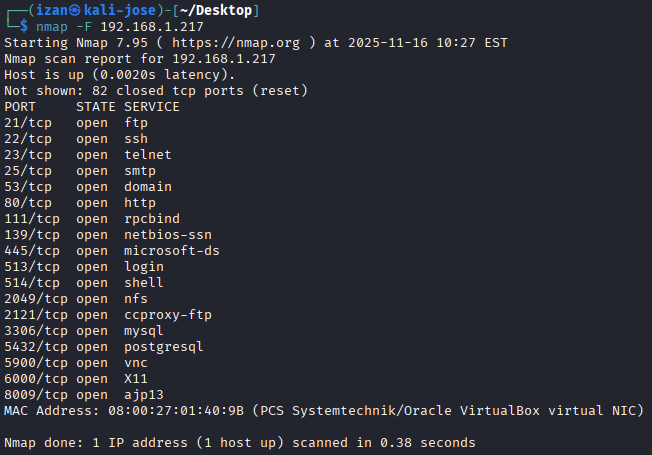 ┌──(izan㉿kali-jose)-[~/Desktop]
└─$ nmap -F 192.168.1.217
Starting Nmap 7.95 ( https://nmap.org ) at 2025-11-16 10:27 EST
Nmap scan report for 192.168.1.217
Host is up (0.0020s latency).
Not shown: 82 closed tcp ports (reset)
PORT     STATE SERVICE
21/tcp   open  ftp
22/tcp   open  ssh
23/tcp   open  telnet
25/tcp   open  smtp
53/tcp   open  domain
80/tcp   open  http
111/tcp  open  rpcbind
139/tcp  open  netbios-ssn
445/tcp  open  microsoft-ds
513/tcp  open  login
514/tcp  open  shell
2049/tcp open  nfs
2121/tcp open  ccproxy-ftp
3306/tcp open  mysql
5432/tcp open  postgresql
5900/tcp open  vnc
6000/tcp open  X11
8009/tcp open  ajp13
MAC Address: 08:00:27:01:40:9B (PCS Systemtechnik/Oracle VirtualBox virtual NIC)
Nmap done: 1 IP address (1 host up) scanned in 0.38 seconds